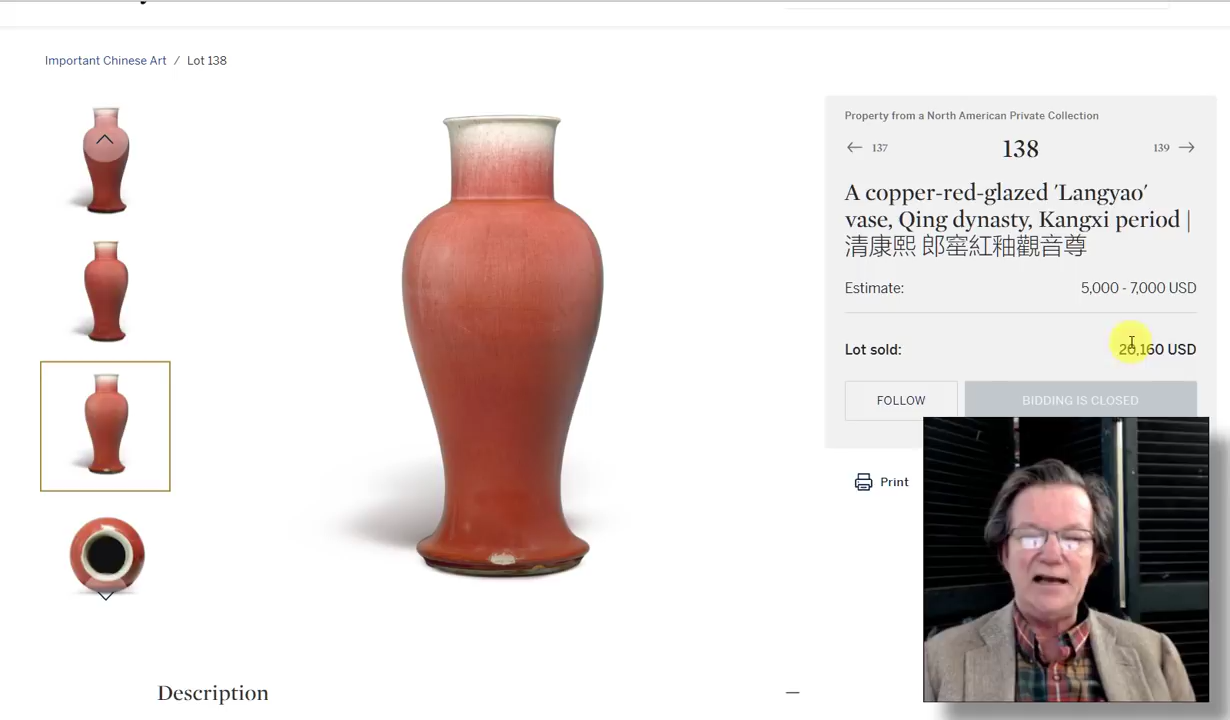 Important Chinese Art / Lot 138
Property from a North American Private Collection
← 137 138 139 →
A copper-red-glazed 'Langyao'
vase, Qing dynasty, Kangxi period |
清康熙 郎窑紅釉觀音尊
Estimate: 5,000 - 7,000 USD
Lot sold: 20,160 USD
FOLLOW BIDDING IS CLOSED
Print
Description